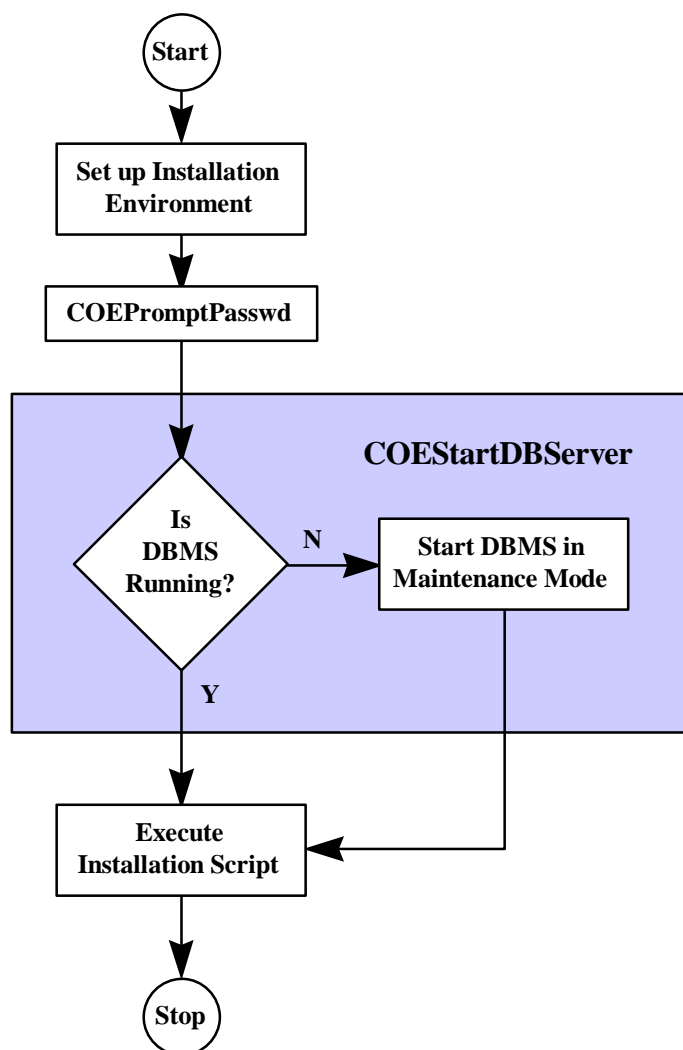 Start
Set up Installation
Environment
COEPromptPasswd
COEStartDBServer
Is
DBMS
Running?
N
Start DBMS in
Maintenance Mode
Y
Execute
Installation Script
Stop